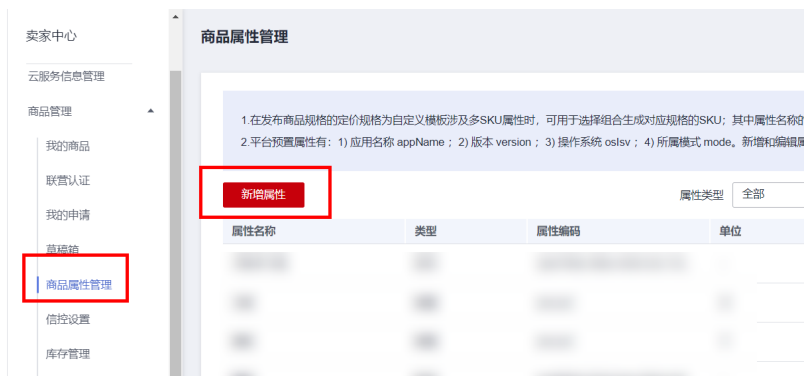 卖家中心
云服务信息管理
商品管理
我的商品
联营认证
我的申请
草稿箱
商品属性管理
信控设置
库存管理
商品属性管理
1.在发布商品规格的定价规格为自定义模板涉及多SKU属性时，可用于选择组合生成对应规格的SKU；其中属性名称的
2.平台预置属性有：1) 应用名称 appName ；2) 版本 version ；3) 操作系统 osIsv ；4) 所属模式 mode。新增和编辑属
新增属性
属性类型 全部
属性名称 类型 属性编码 单位